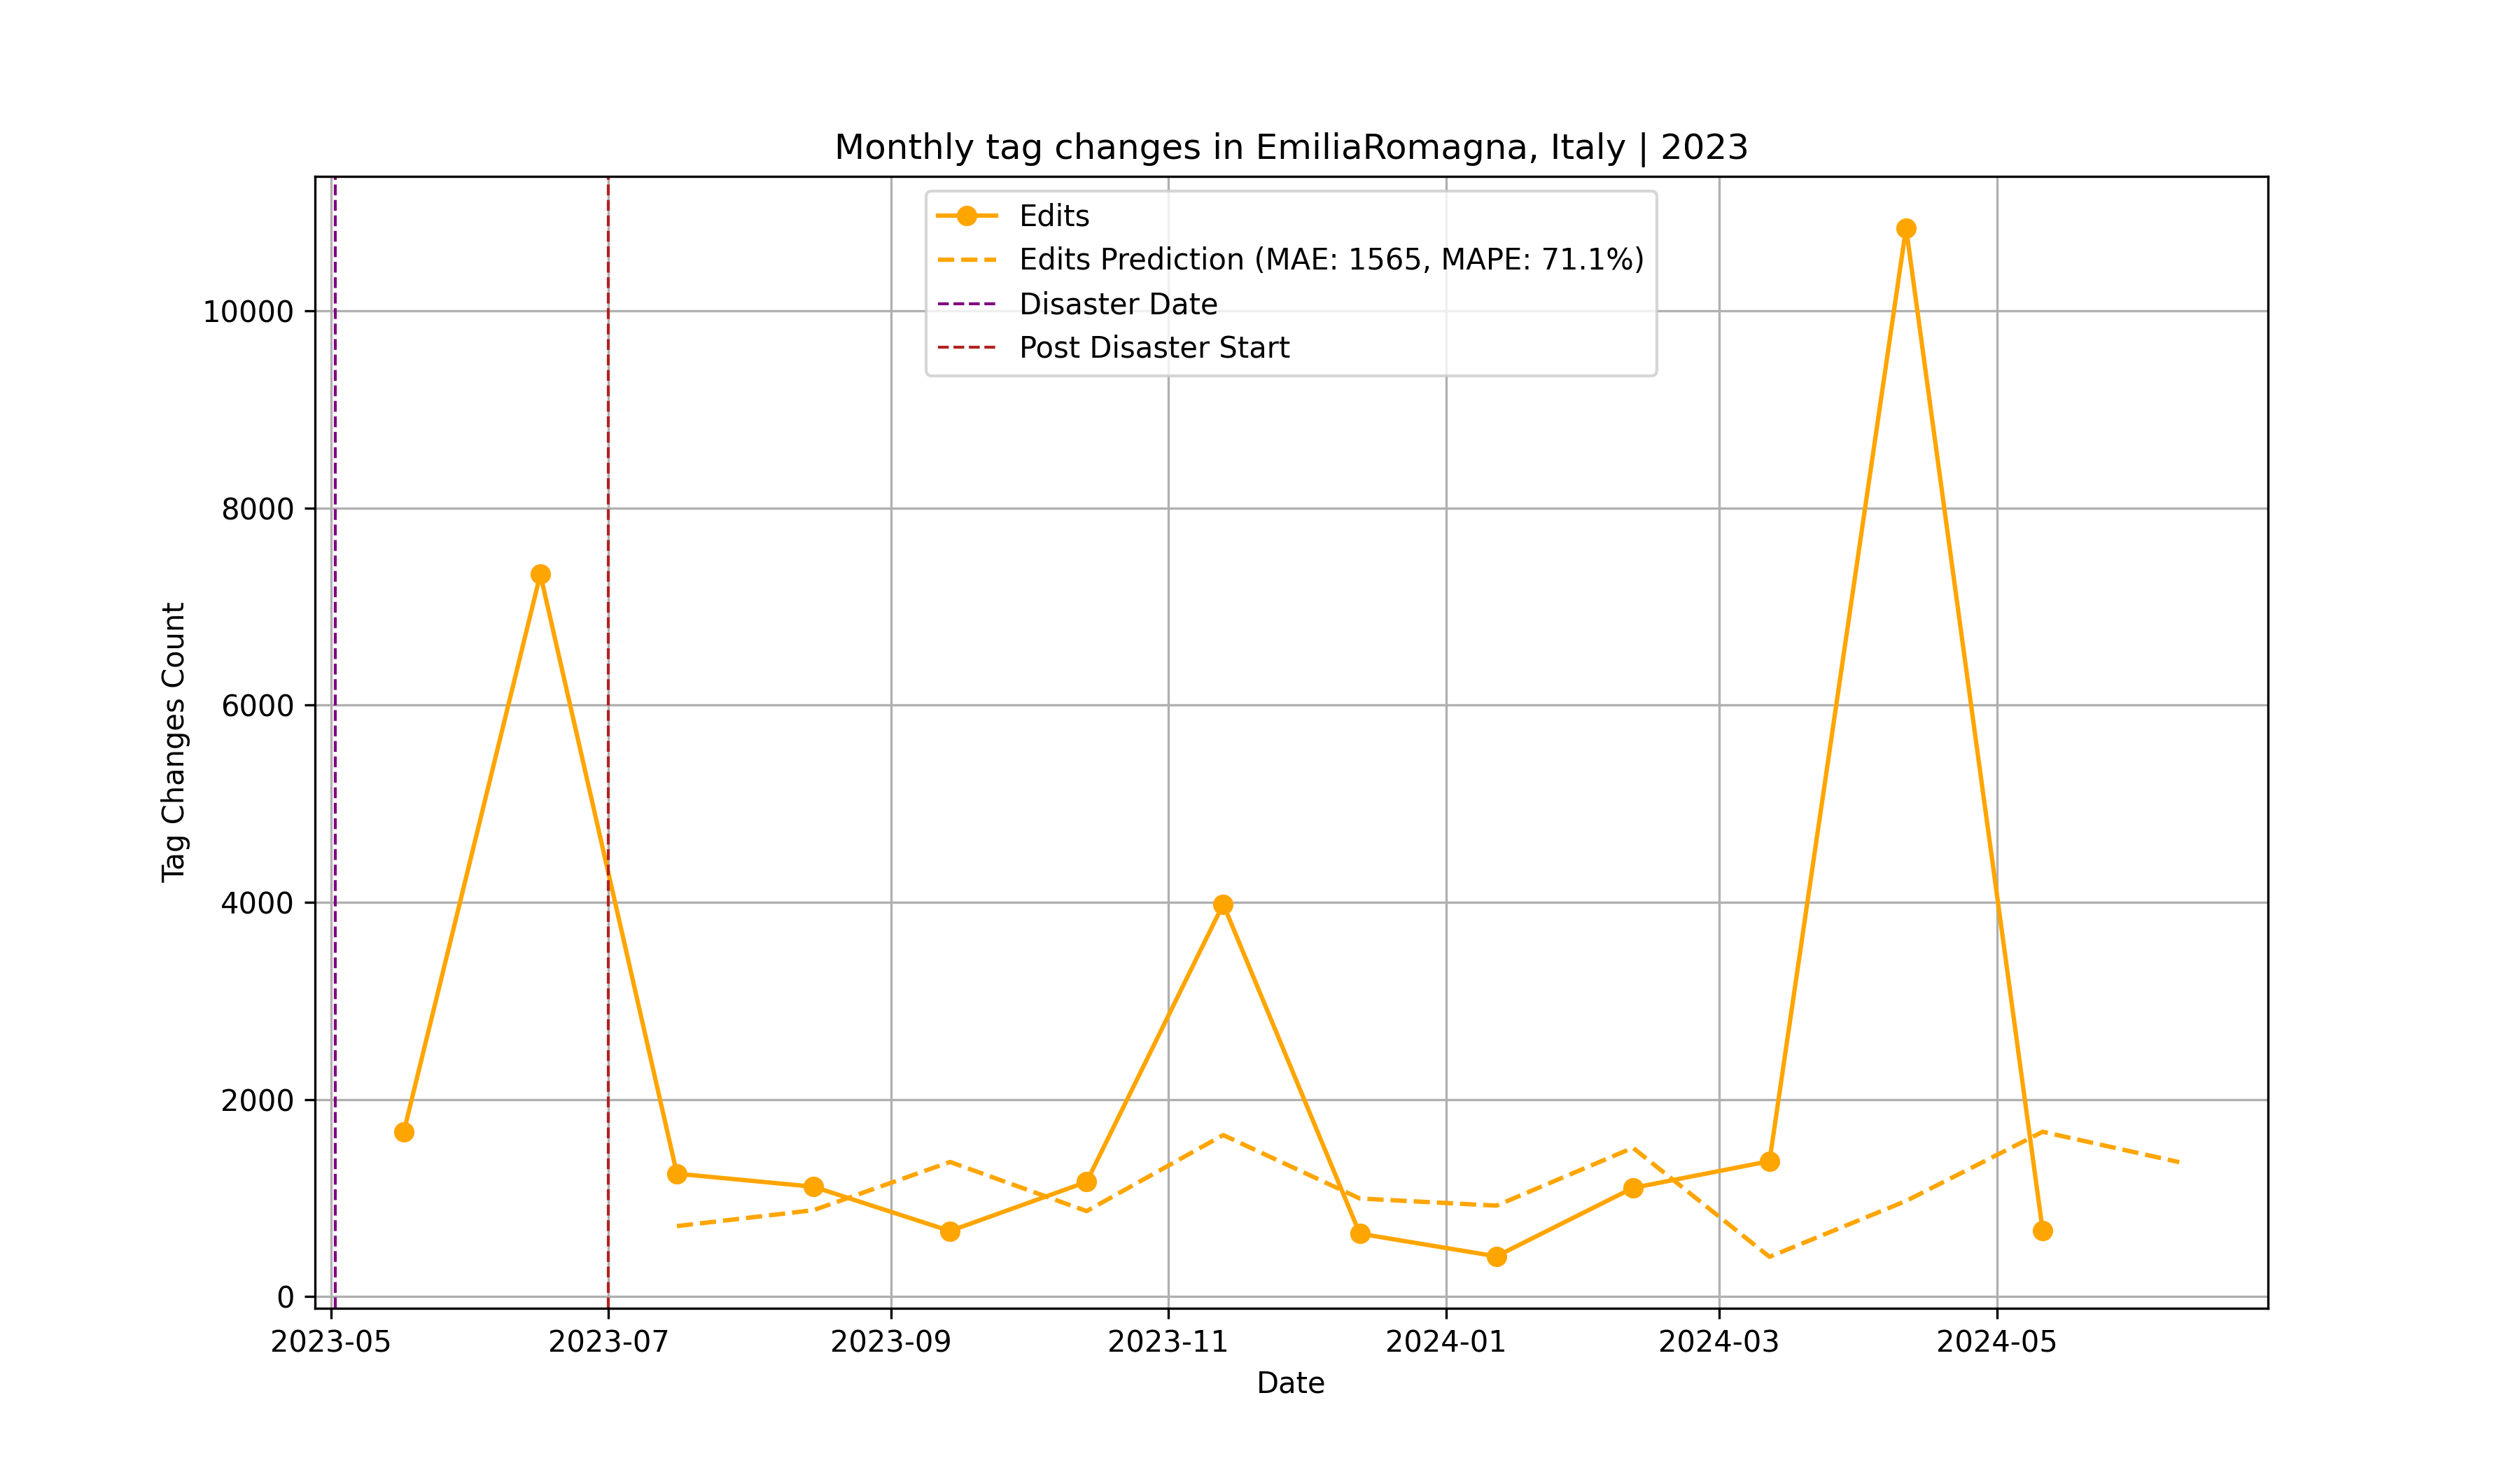 Monthly tag changes in EmiliaRomagna, Italy | 2023
Edits
Edits Prediction (MAE: 1565, MAPE: 71.1%)
Disaster Date
Post Disaster Start
Tag Changes Count
10000
8000
6000
4000
2000
0
2023-05
2023-07
2023-09
2023-11
2024-01
2024-03
2024-05
Date